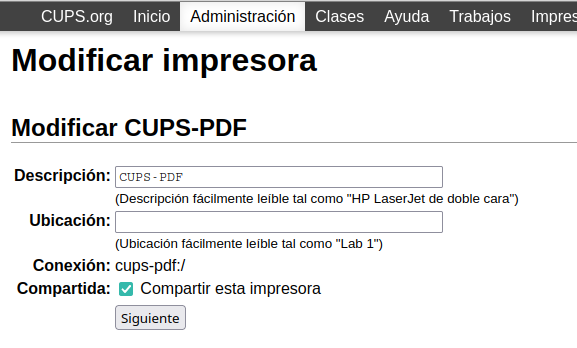 CUPS.org Inicio Administración Clases Ayuda Trabajos Impres
Modificar impresora
Modificar CUPS-PDF
Descripción: CUPS-PDF
(Descripción fácilmente leíble tal como "HP LaserJet de doble cara")
Ubicación:
(Ubicación fácilmente leíble tal como "Lab 1")
Conexión: cups-pdf:/
Compartida: Compartir esta impresora
Siguiente